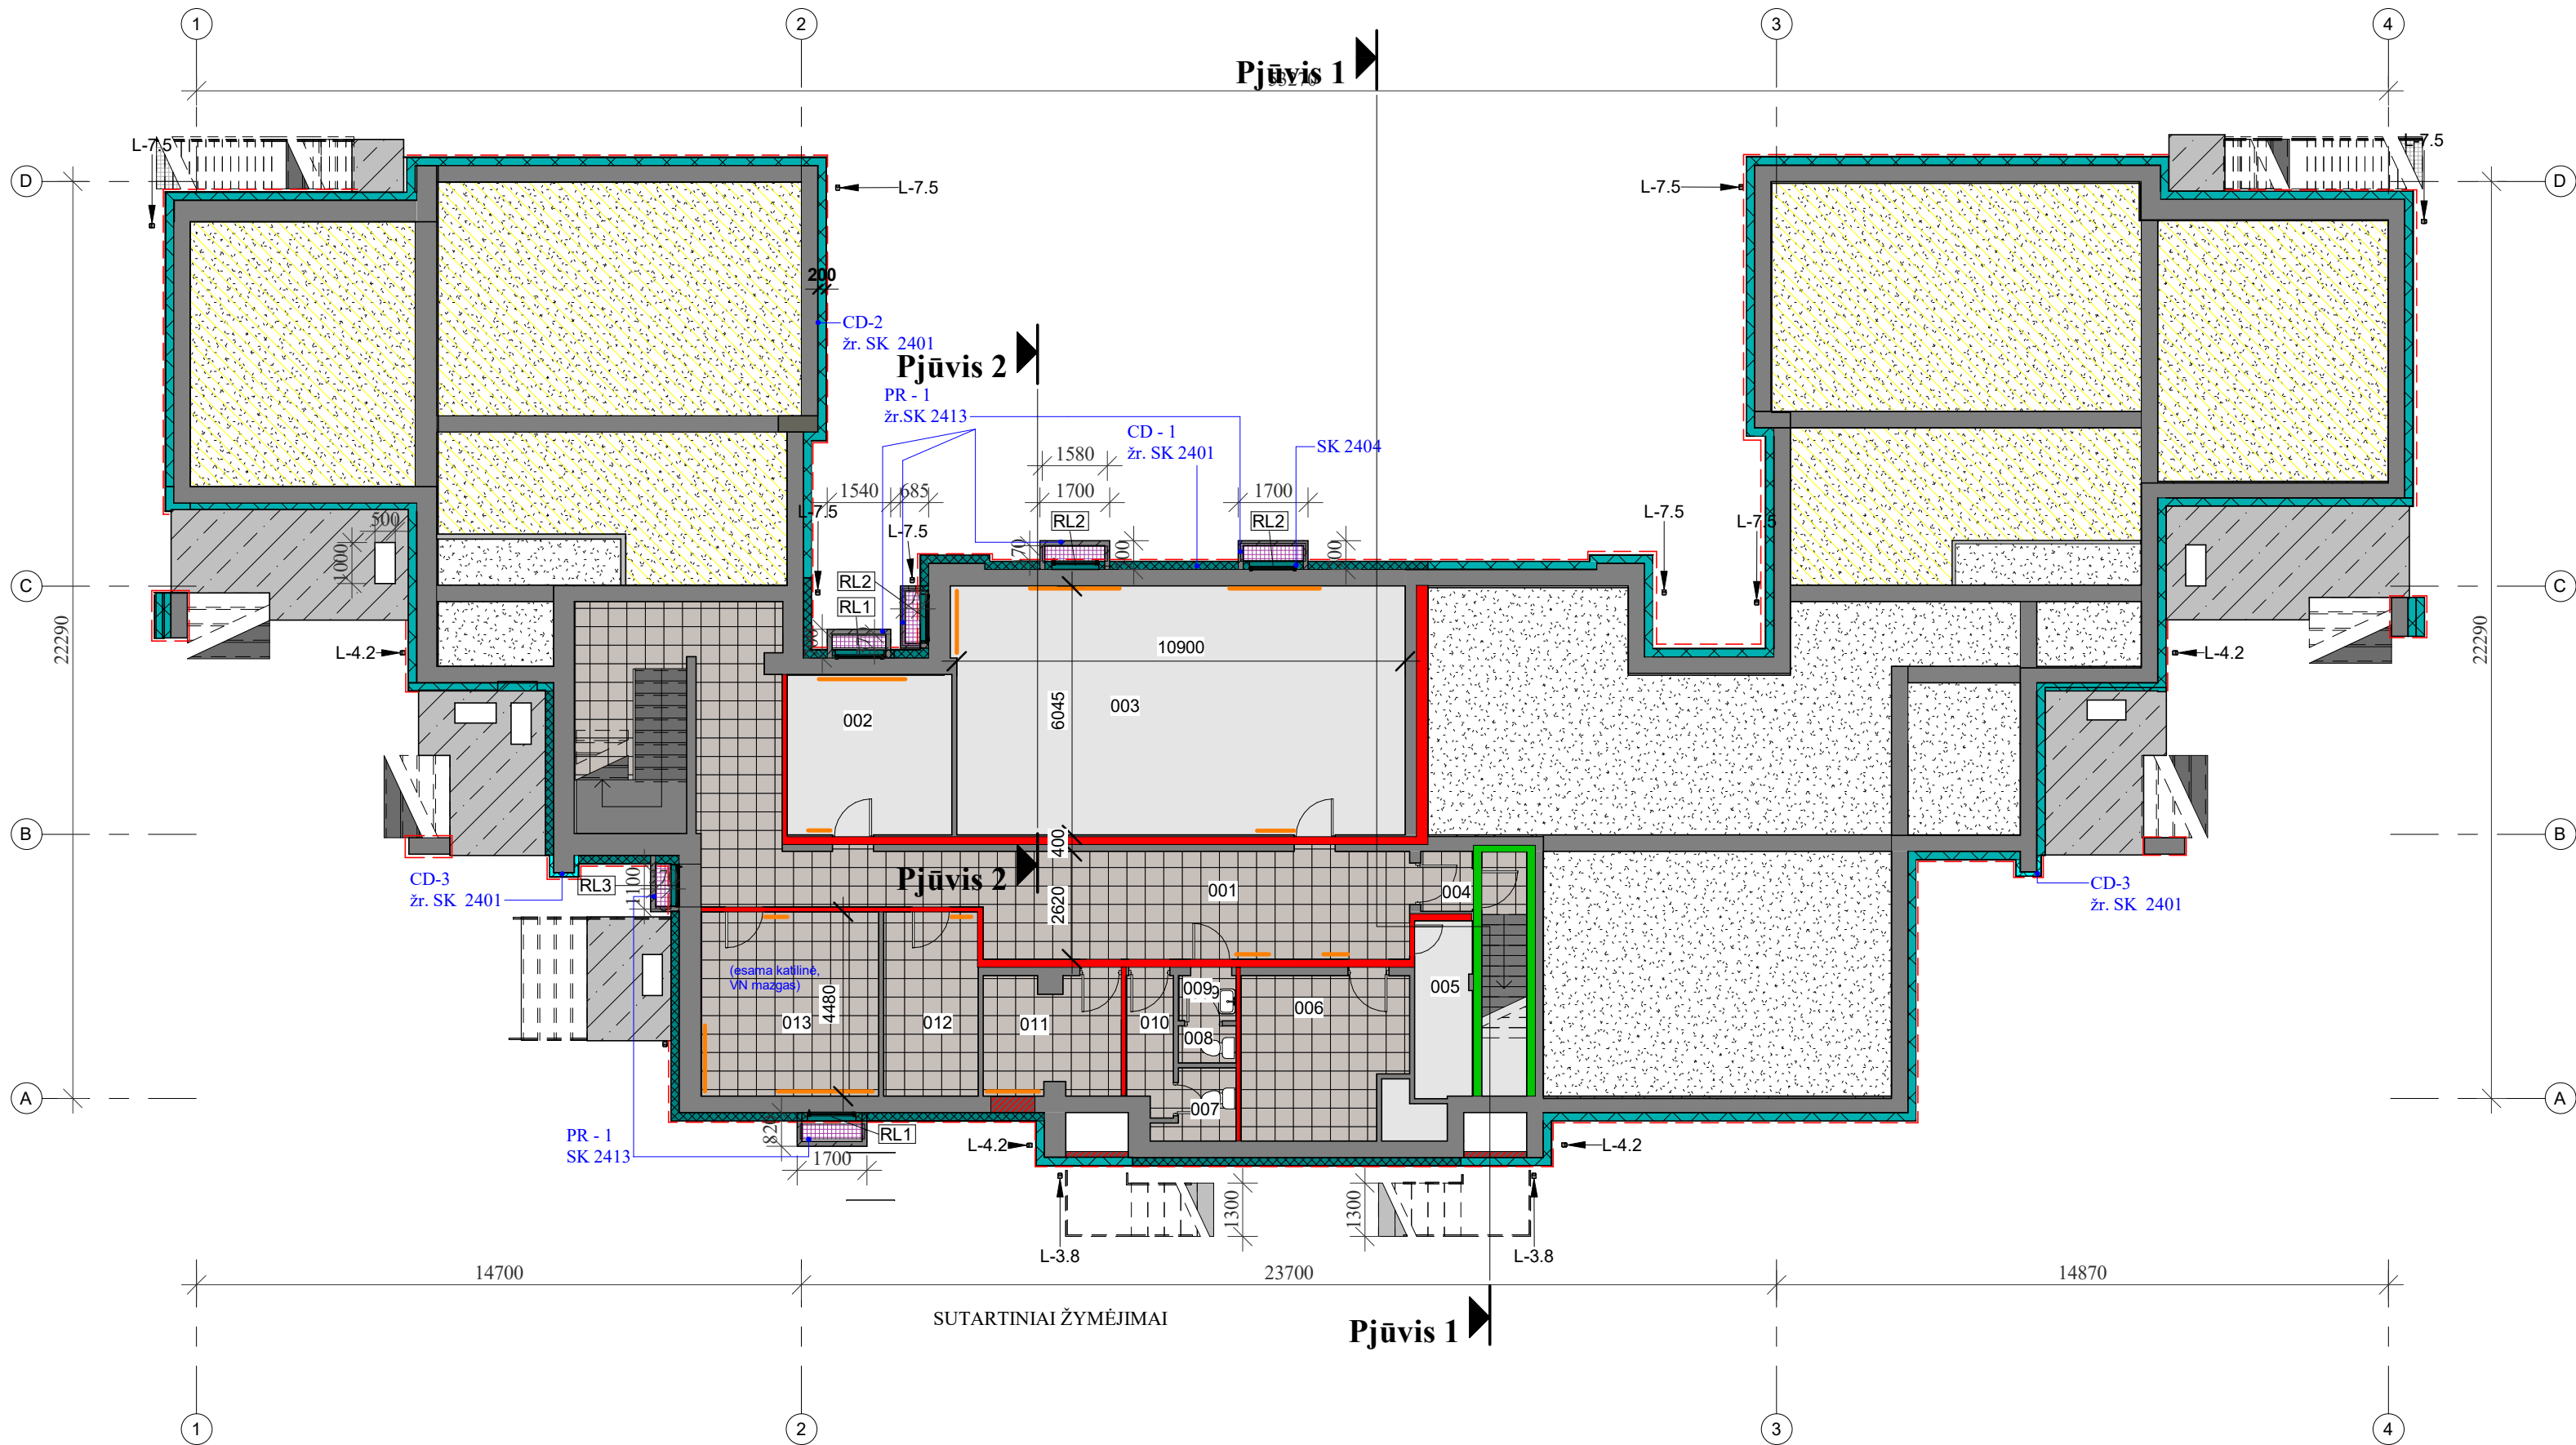 1
2
3
4
Pjūvis 1
53270
L-7.5
L-7.5
D
L-7.5
L-7.5
D
200
CD-2
žr. SK 2401
Pjūvis 2
PR - 1
žr.SK 2413
CD - 1
žr. SK 2401
SK 2404
1580
1540
685
1700
1700
L-7.5
L-7.5
RL2
RL2
L-7.5
L-7.5
500
1000
C
RL2
RL1
C
22290
L-4.2
10900
L-4.2
22290
002
6045
003
B
400
B
CD-3
žr. SK 2401
RL3
1100
Pjūvis 2
2620
001
004
CD-3
žr. SK 2401
(esama katilinė,
VN mazgas)
4480
013
012
011
010
009
008
007
006
005
A
A
PR - 1
SK 2413
820
RL1
1700
L-4.2
L-4.2
1300
1300
L-3.8
L-3.8
14700
23700
14870
SUTARTINIAI ŽYMĖJIMAI
Pjūvis 1
1
2
3
4